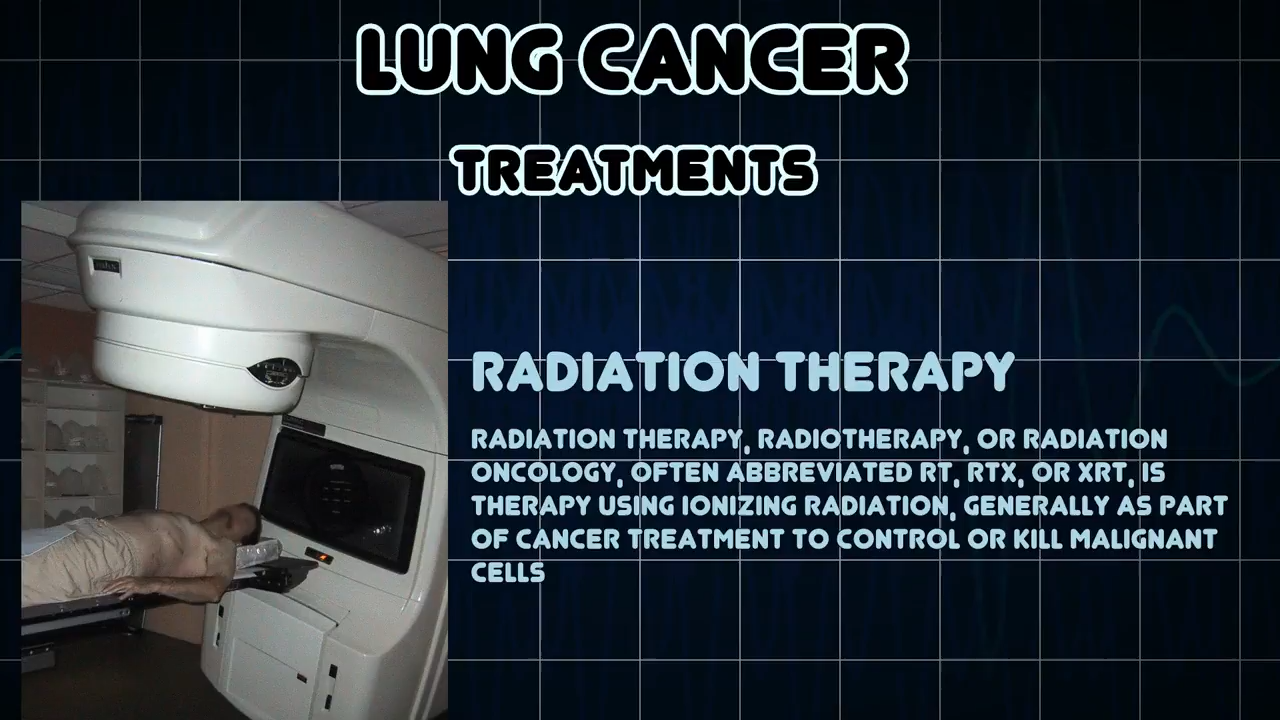 LUNG CANCER
TREATMENTS
RADIATION THERAPY
RADIATION THERAPY, RADIOTHERAPY, OR RADIATION
ONCOLOGY, OFTEN ABBREVIATED RT, RTX, OR XRT, IS
THERAPY USING IONIZING RADIATION, GENERALLY AS PART
OF CANCER TREATMENT TO CONTROL OR KILL MALIGNANT
CELLS